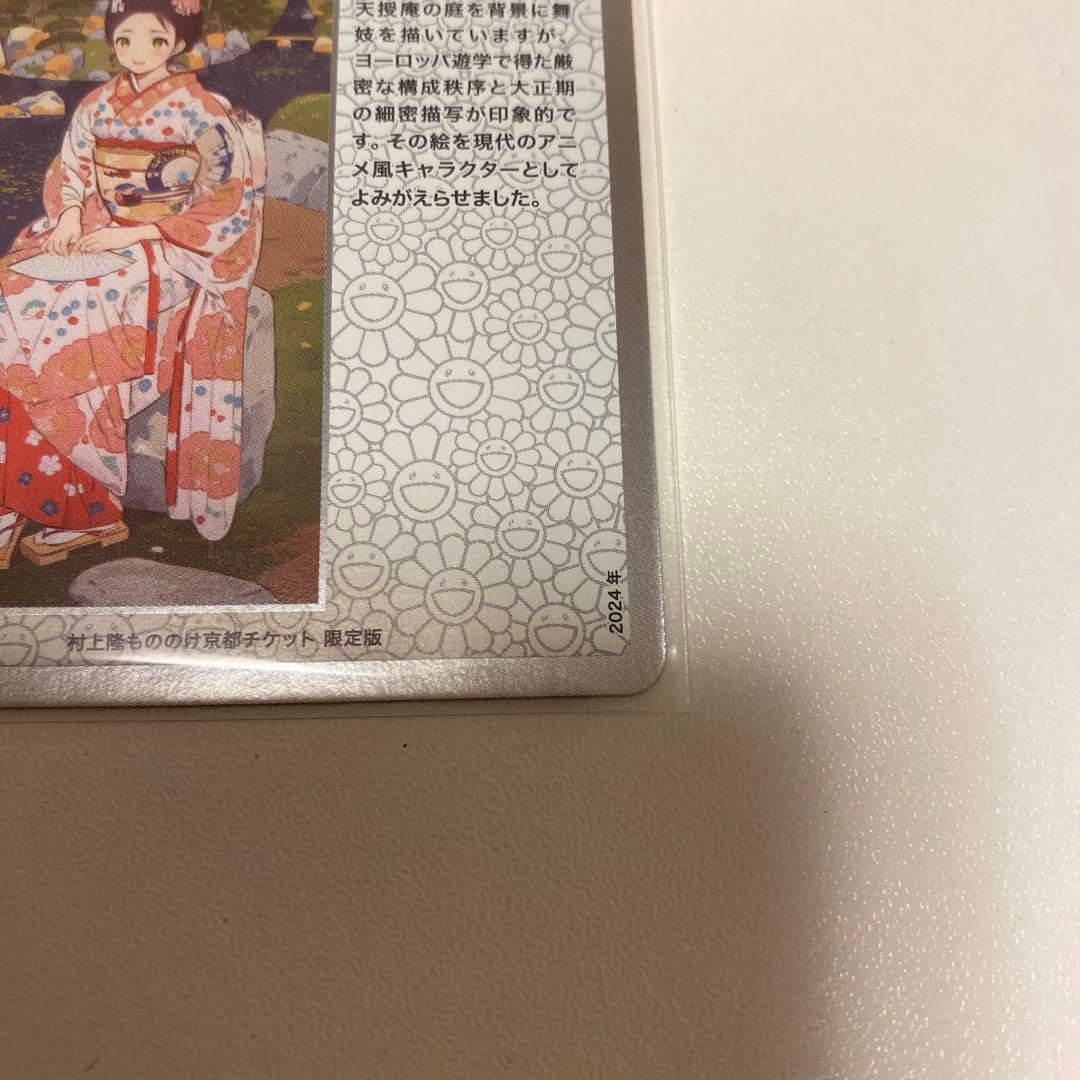 天授庵の庭を背景に舞
妓を描いていますが、
ヨーロッパ遊学で得た厳
密な構成秩序と大正期
の細密描写が印象的で
す。その絵を現代のアニ
メ風キャラクターとして
よみがえらせました。
2024年
村上隆もののけ京都チケット 限定版